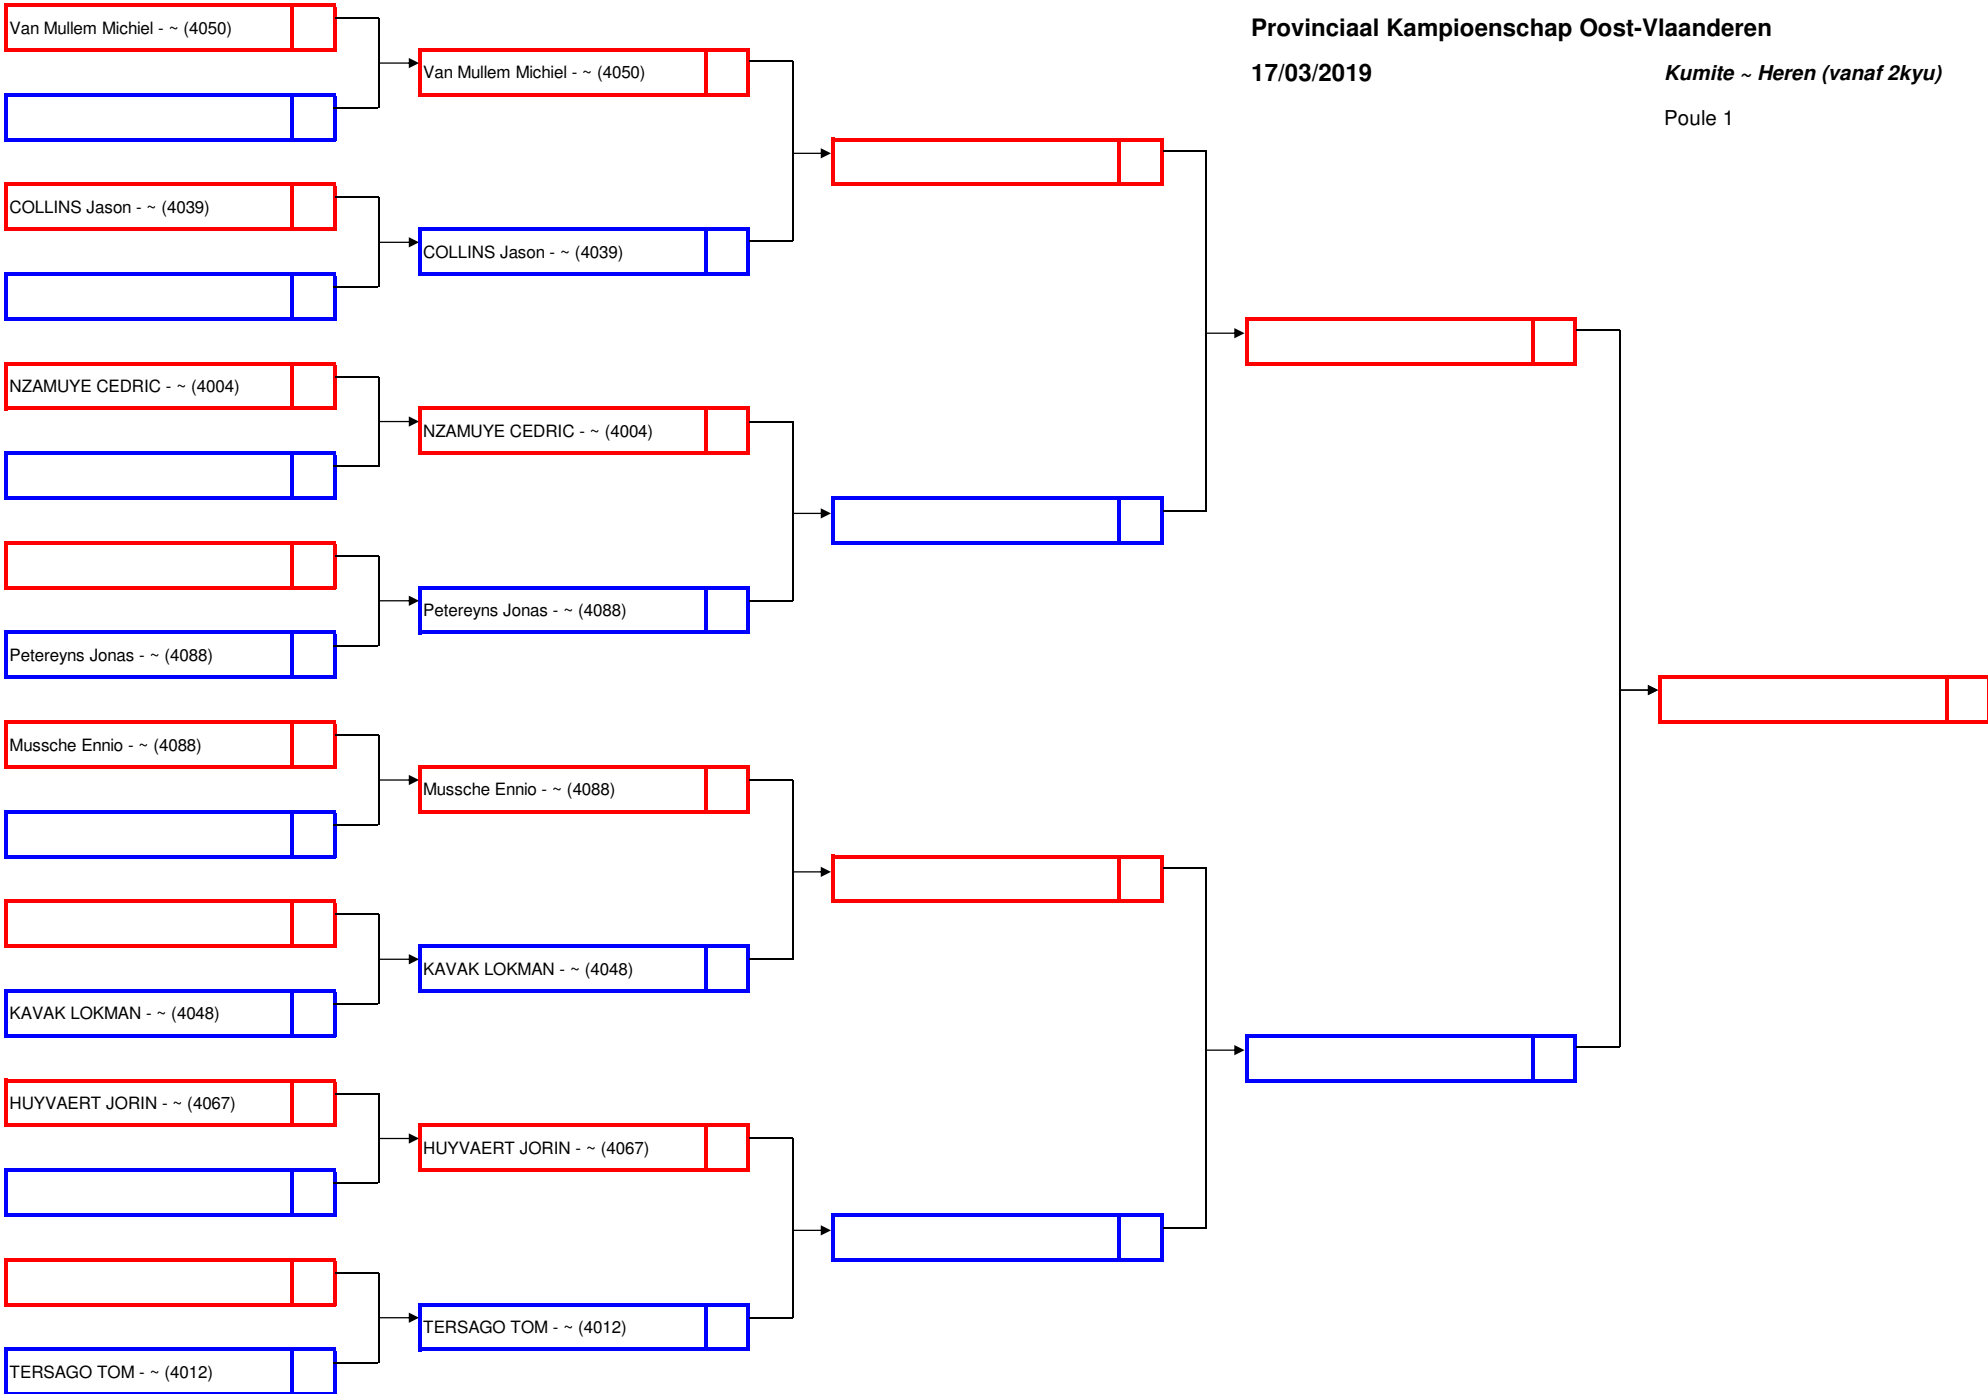 Provinciaal Kampioenschap Oost-Vlaanderen
17/03/2019
Kumite ~ Heren (vanaf 2kyu)
Poule 1
Van Mullem Michiel - ~ (4050)
COLLINS Jason - ~ (4039)
NZAMUYE CEDRIC - ~ (4004)
Petereyns Jonas - ~ (4088)
Mussche Ennio - ~ (4088)
KAVAK LOKMAN - ~ (4048)
HUYVAERT JORIN - ~ (4067)
TERSAGO TOM - ~ (4012)
Van Mullem Michiel - ~ (4050)
COLLINS Jason - ~ (4039)
NZAMUYE CEDRIC - ~ (4004)
Petereyns Jonas - ~ (4088)
Mussche Ennio - ~ (4088)
KAVAK LOKMAN - ~ (4048)
HUYVAERT JORIN - ~ (4067)
TERSAGO TOM - ~ (4012)